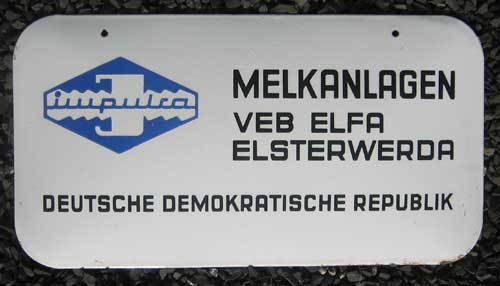 impulsa
MELKANLAGEN
VEB ELFA
ELSTERWERDA
DEUTSCHE DEMOKRATISCHE REPUBLIK